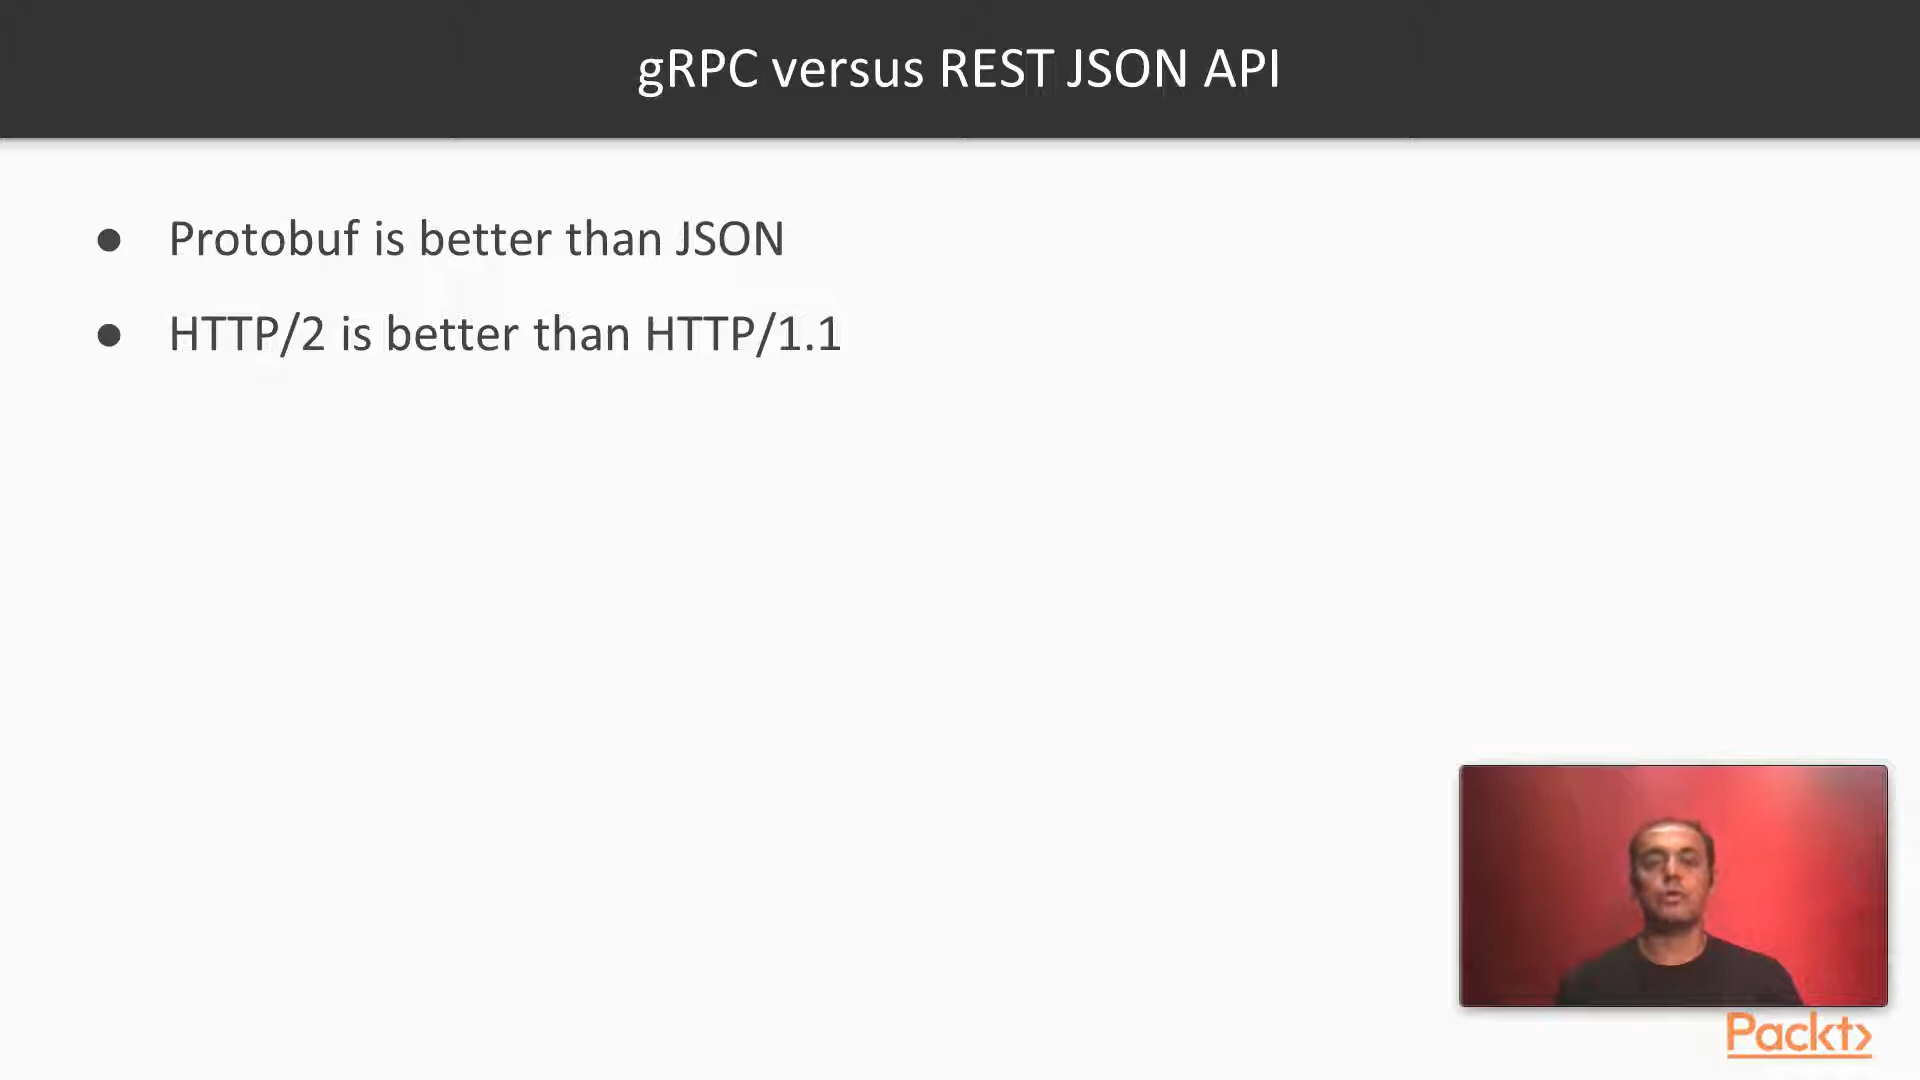 gRPC versus REST JSON API
● Protobuf is better than JSON
● HTTP/2 is better than HTTP/1.1
Packt>